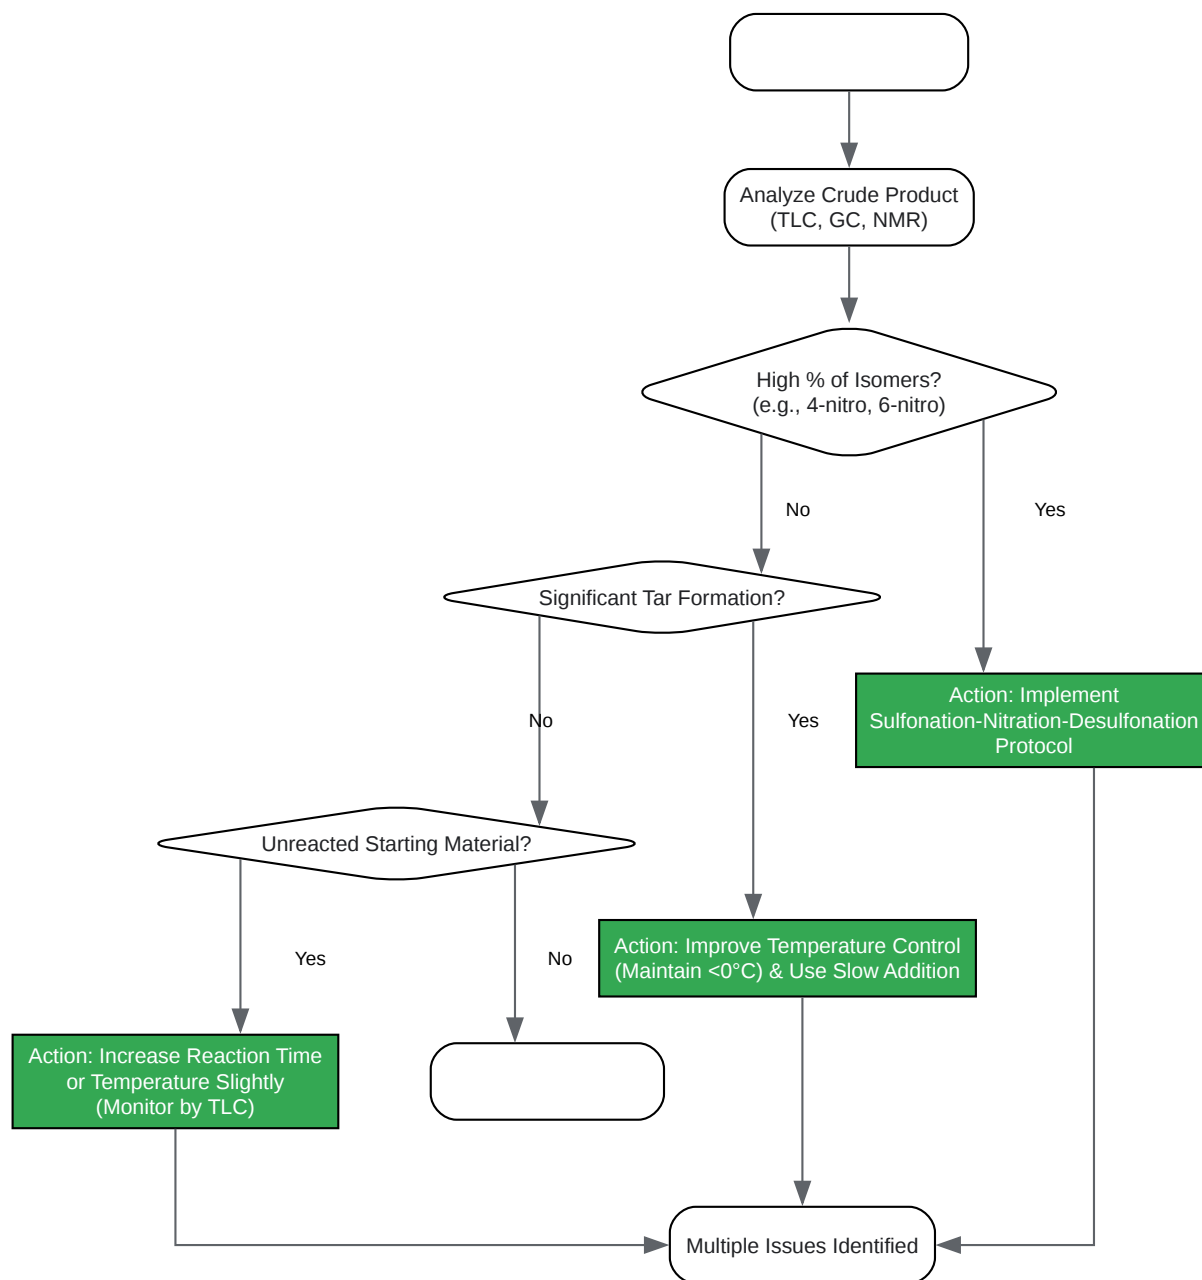 Analyze Crude Product
(TLC, GC, NMR)
High % of Isomers?
(e.g., 4-nitro, 6-nitro)
No
Yes
Significant Tar Formation?
Action: Implement
Sulfonation-Nitration-Desulfonation
Protocol
No
Yes
Unreacted Starting Material?
Action: Improve Temperature Control
(Maintain <0°C) & Use Slow Addition
Yes
No
Action: Increase Reaction Time
or Temperature Slightly
(Monitor by TLC)
Multiple Issues Identified